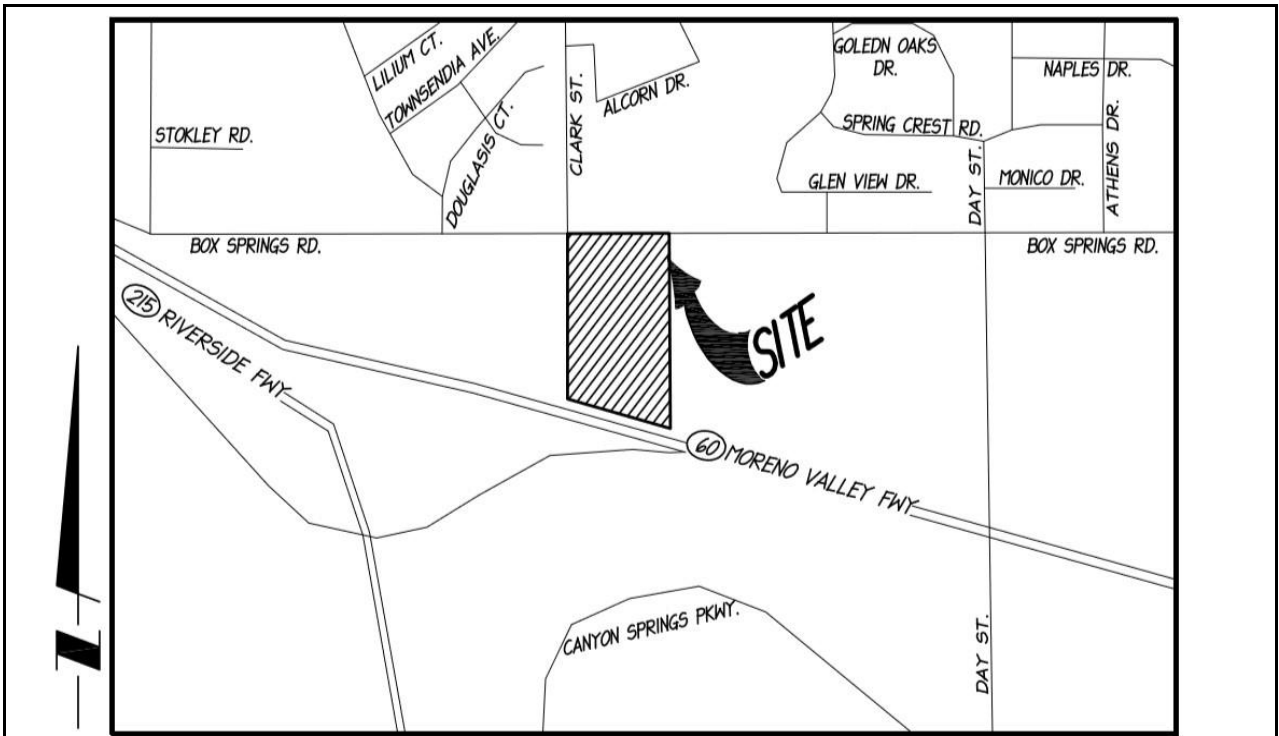 LILIUM CT.
TOWNSENDIA AVE.
DOUGLASIS CT.
CLARK ST.
ALCORN DR.
GOLEDN OAKS
DR.
NAPLES DR.
STOKLEY RD.
SPRING CREST RD.
GLEN VIEW DR.
DAY ST.
MONICO DR.
ATHENS DR.
BOX SPRINGS RD.
BOX SPRINGS RD.
215 RIVERSIDE FWY
SITE
60 MORENO VALLEY FWY
CANYON SPRINGS PKWY.
DAY ST.
N